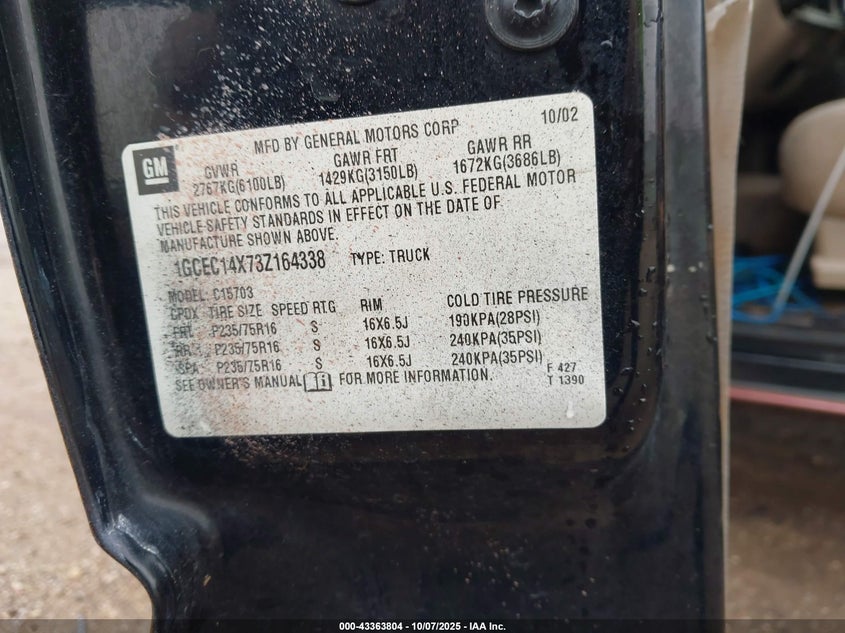 GM
MFD BY GENERAL MOTORS CORP 10/02
GVWR GAWR FRT GAWR RR
2767KG(6100LB) 1429KG(3150LB) 1672KG(3686LB)
THIS VEHICLE CONFORMS TO ALL APPLICABLE U.S. FEDERAL MOTOR
VEHICLE SAFETY STANDARDS IN EFFECT ON THE DATE OF
MANUFACTURE SHOWN ABOVE.
1GCEC14X73Z164338 TYPE: TRUCK
MODEL: C15703
TIRE SIZE SPEED RTG RIM COLD TIRE PRESSURE
FRT P235/75R16 S 16X6.5J 190KPA(28PSI)
RR P235/75R16 S 16X6.5J 240KPA(35PSI)
SPA P235/75R16 S 16X6.5J 240KPA(35PSI)
SEE OWNER'S MANUAL FOR MORE INFORMATION.
F 427
T 1390
000-43363804 | 10/07/2025 - IAA Inc.